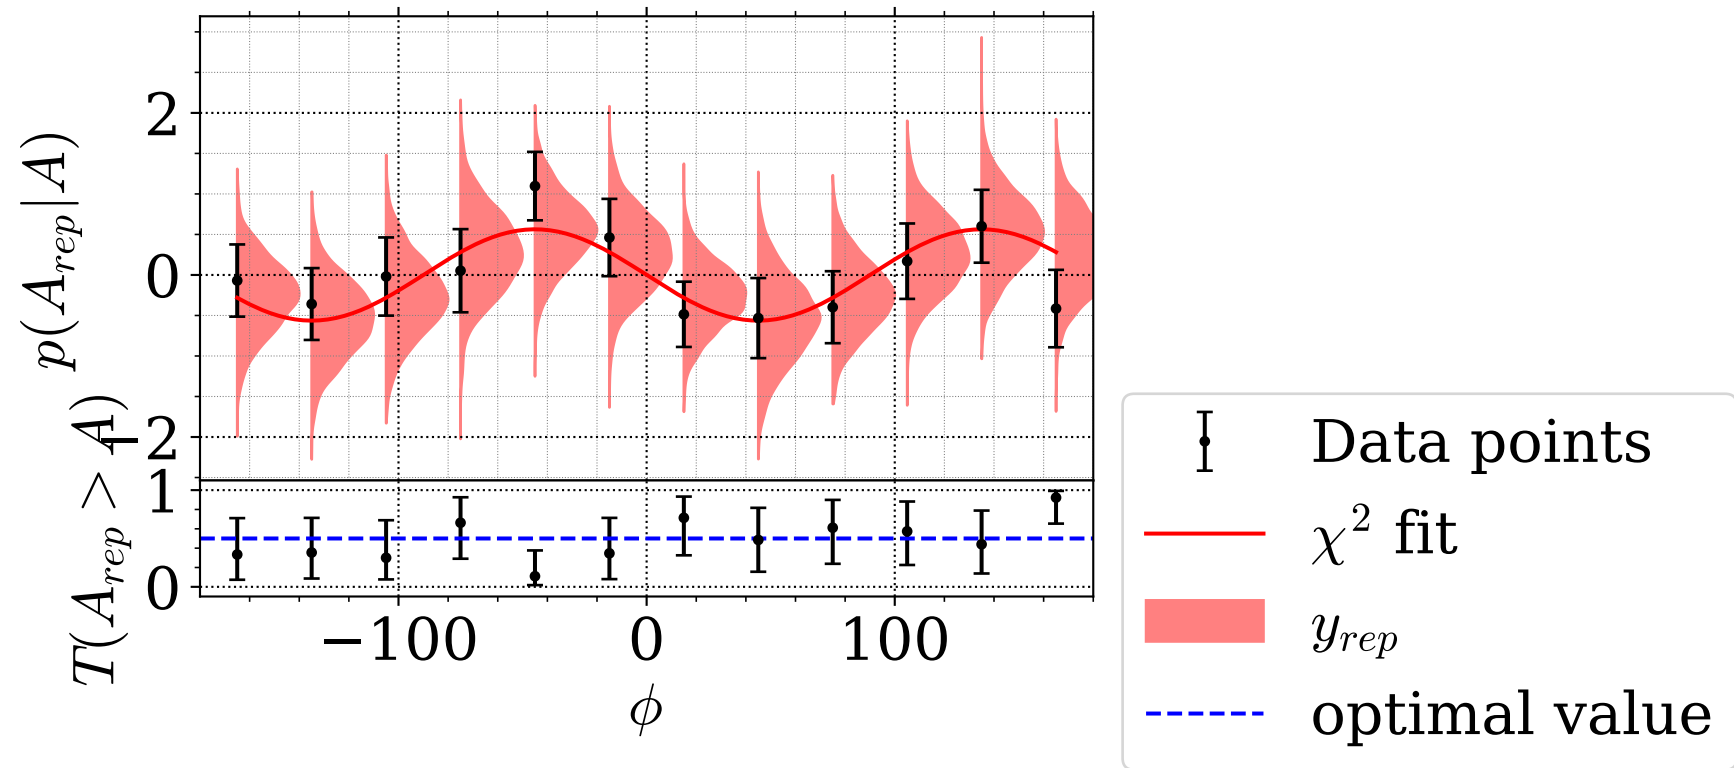 p(A_{rep}|A)
2
0
−2
T(A_{rep} > A)
1
0
−100 0 100
ϕ
Data points
χ² fit
y_{rep}
optimal value